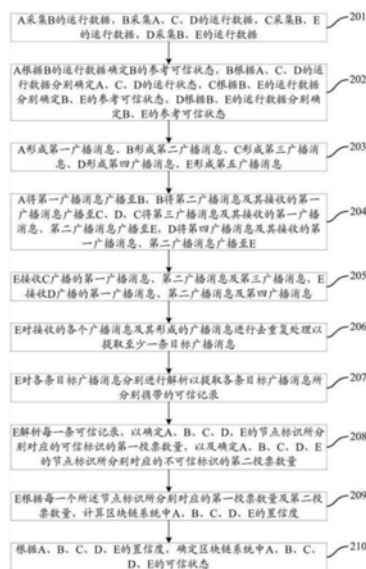 A采集B的运行数据，B采集A、C、D的运行数据，C采集B、E
的运行数据，D采集B、E的运行数据
201
A根据B的运行数据确定B的参考可信状态，B根据A、C、D的运
行数据分别确定A、C、D的运行状态，C根据B、E的运行数据
分别确定B、E的参考可信状态，D根据B、E的运行数据分别确
定B、E的参考可信状态
202
A形成第一广播消息、B形成第二广播消息、C形成第三广播消
息、D形成第四广播消息、E形成第五广播消息
203
A将第一广播消息广播至B，B将第二广播消息及其接收的第一
广播消息广播至C、D，C将第三广播消息及其接收的第一广播
消息、第二广播消息广播至E，D将第四广播消息及其接收的第
一广播消息、第二广播消息广播至E
204
E接收C广播的第一广播消息、第二广播消息及第三广播消息，E
接收D广播的第一广播消息、第二广播消息及第四广播消息
205
E对接收的各个广播消息及其形成的广播消息进行去重复处理以
提取至少一条目标广播消息
206
E对各条目标广播消息分别进行解析以提取各条目标广播消息所
分别携带的可信记录
207
E解析每一条可信记录，以确定A、B、C、D、E的节点标识所分
别对应的可信标识的第一投票数量，以及确定A、B、C、D、E
的节点标识所分别对应的不可信标识的第二投票数量
208
E根据每一个所述节点标识所分别对应的第一投票数量及第二投
票数量，计算区块链系统中A、B、C、D、E的置信度
209
根据A、B、C、D、E的置信度，确定区块链系统中A、B、C、
D、E的可信状态
210